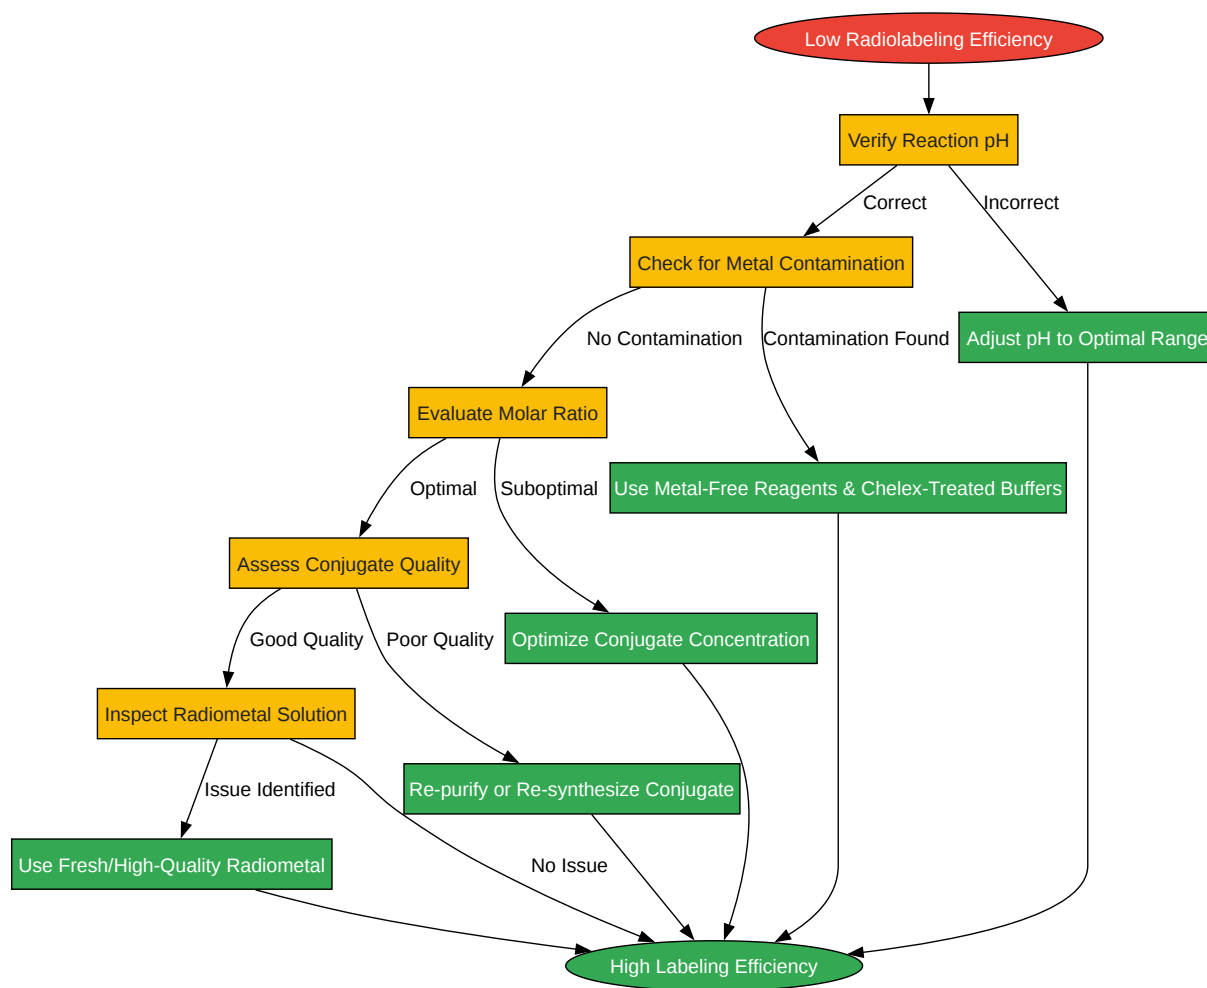 Low Radiolabeling Efficiency
Verify Reaction pH
Correct
Incorrect
Check for Metal Contamination
Adjust pH to Optimal Range
No Contamination
Contamination Found
Evaluate Molar Ratio
Optimal
Suboptimal
Use Metal-Free Reagents & Chelex-Treated Buffers
Assess Conjugate Quality
Good Quality
Poor Quality
Optimize Conjugate Concentration
Inspect Radiometal Solution
Issue Identified
Re-purify or Re-synthesize Conjugate
Use Fresh/High-Quality Radiometal
No Issue
High Labeling Efficiency